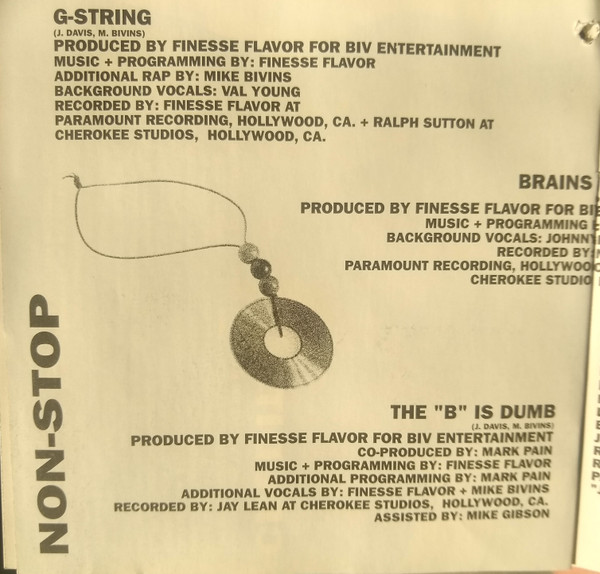 G-STRING
(J. DAVIS, M. BIVINS)
PRODUCED BY FINESSE FLAVOR FOR BIV ENTERTAINMENT
MUSIC + PROGRAMMING BY: FINESSE FLAVOR
ADDITIONAL RAP BY: MIKE BIVINS
BACKGROUND VOCALS: VAL YOUNG
RECORDED BY: FINESSE FLAVOR AT
PARAMOUNT RECORDING, HOLLYWOOD, CA. + RALPH SUTTON AT
CHEROKEE STUDIOS, HOLLYWOOD, CA.
BRAINS
PRODUCED BY FINESSE FLAVOR FOR
MUSIC + PROGRAMMING
BACKGROUND VOCALS: JOHNNY
RECORDED BY:
PARAMOUNT RECORDING,
CHEROKEE
NON-STOP
THE "B" IS DUMB
(J. DAVIS, M. BIVINS)
PRODUCED BY FINESSE FLAVOR FOR BIV ENTERTAINMENT
CO-PRODUCED BY: MARK PAIN
MUSIC + PROGRAMMING BY: FINESSE FLAVOR
ADDITIONAL PROGRAMMING BY: MARK PAIN
ADDITIONAL VOCALS BY: FINESSE FLAVOR + MIKE BIVINS
RECORDED BY: JAY LEAN AT CHEROKEE STUDIOS, HOLLYWOOD, CA.
ASSISTED BY: MIKE GIBSON